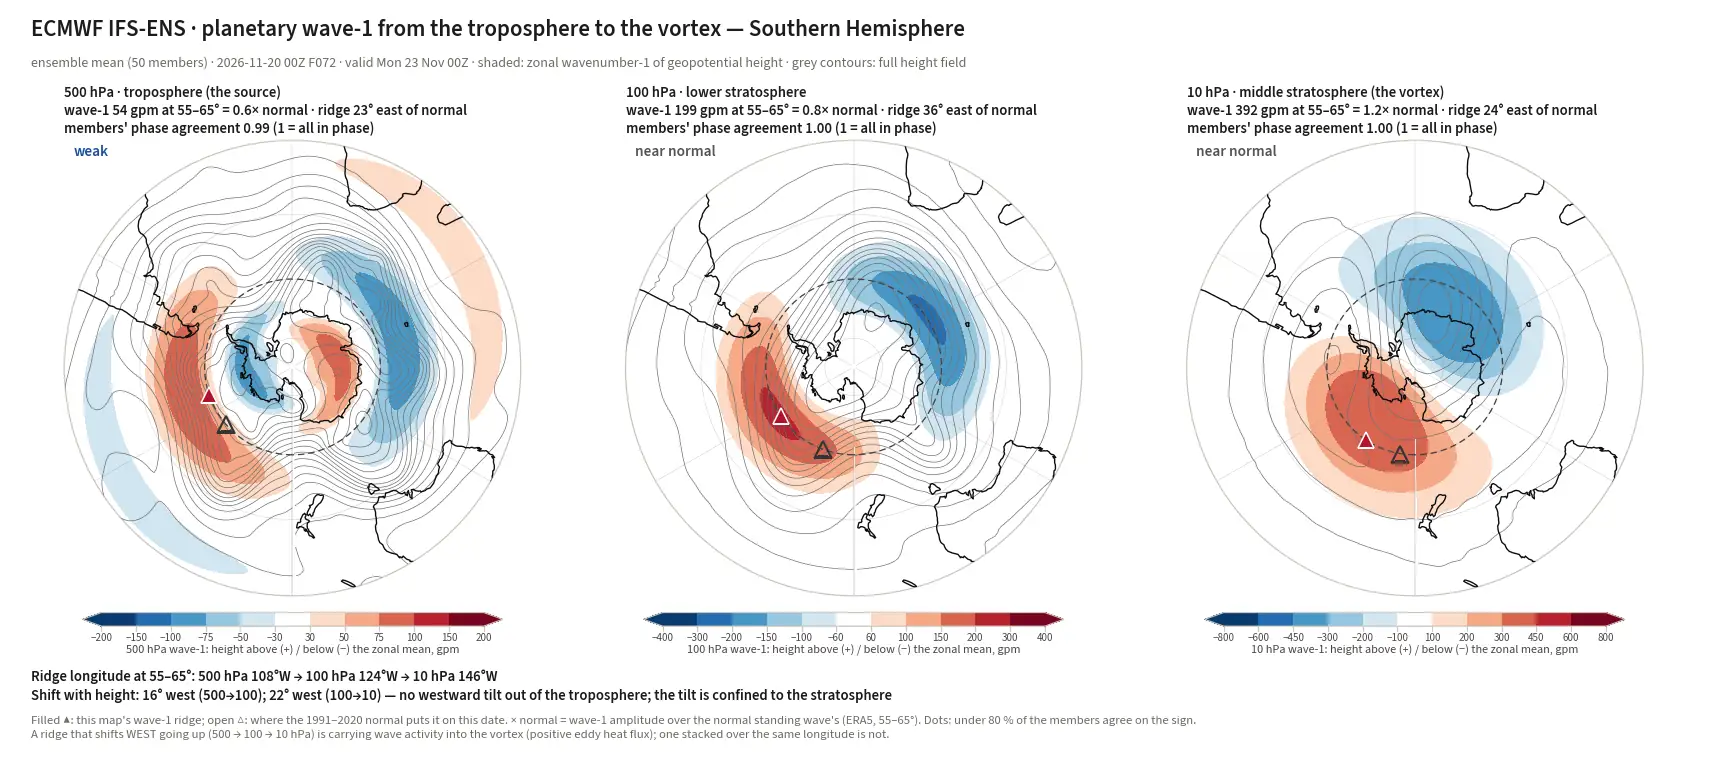 ECMWF IFS-ENS · planetary wave-1 from the troposphere to the vortex — Southern Hemisphere
ensemble mean (50 members) · 2026-11-20 00Z F072 · valid Mon 23 Nov 00Z · shaded: zonal wavenumber-1 of geopotential height · grey contours: full height field
500 hPa · troposphere (the source)
wave-1 54 gpm at 55–65° = 0.6× normal · ridge 23° east of normal
members' phase agreement 0.99 (1 = all in phase)
weak
100 hPa · lower stratosphere
wave-1 199 gpm at 55–65° = 0.8× normal · ridge 36° east of normal
members' phase agreement 1.00 (1 = all in phase)
near normal
10 hPa · middle stratosphere (the vortex)
wave-1 392 gpm at 55–65° = 1.2× normal · ridge 24° east of normal
members' phase agreement 1.00 (1 = all in phase)
near normal
−200 −150 −100 −75 −50 −30 30 50 75 100 150 200
500 hPa wave-1: height above (+) / below (−) the zonal mean, gpm
−400 −300 −200 −150 −100 −60 60 100 150 200 300 400
100 hPa wave-1: height above (+) / below (−) the zonal mean, gpm
−800 −600 −450 −300 −200 −100 100 200 300 450 600 800
10 hPa wave-1: height above (+) / below (−) the zonal mean, gpm
Ridge longitude at 55–65°: 500 hPa 108°W → 100 hPa 124°W → 10 hPa 146°W
Shift with height: 16° west (500→100); 22° west (100→10) — no westward tilt out of the troposphere; the tilt is confined to the stratosphere
Filled ▲: this map's wave-1 ridge; open △: where the 1991–2020 normal puts it on this date. × normal = wave-1 amplitude over the normal standing wave's (ERA5, 55–65°). Dots: under 80 % of the members agree on the sign.
A ridge that shifts WEST going up (500 → 100 → 10 hPa) is carrying wave activity into the vortex (positive eddy heat flux); one stacked over the same longitude is not.